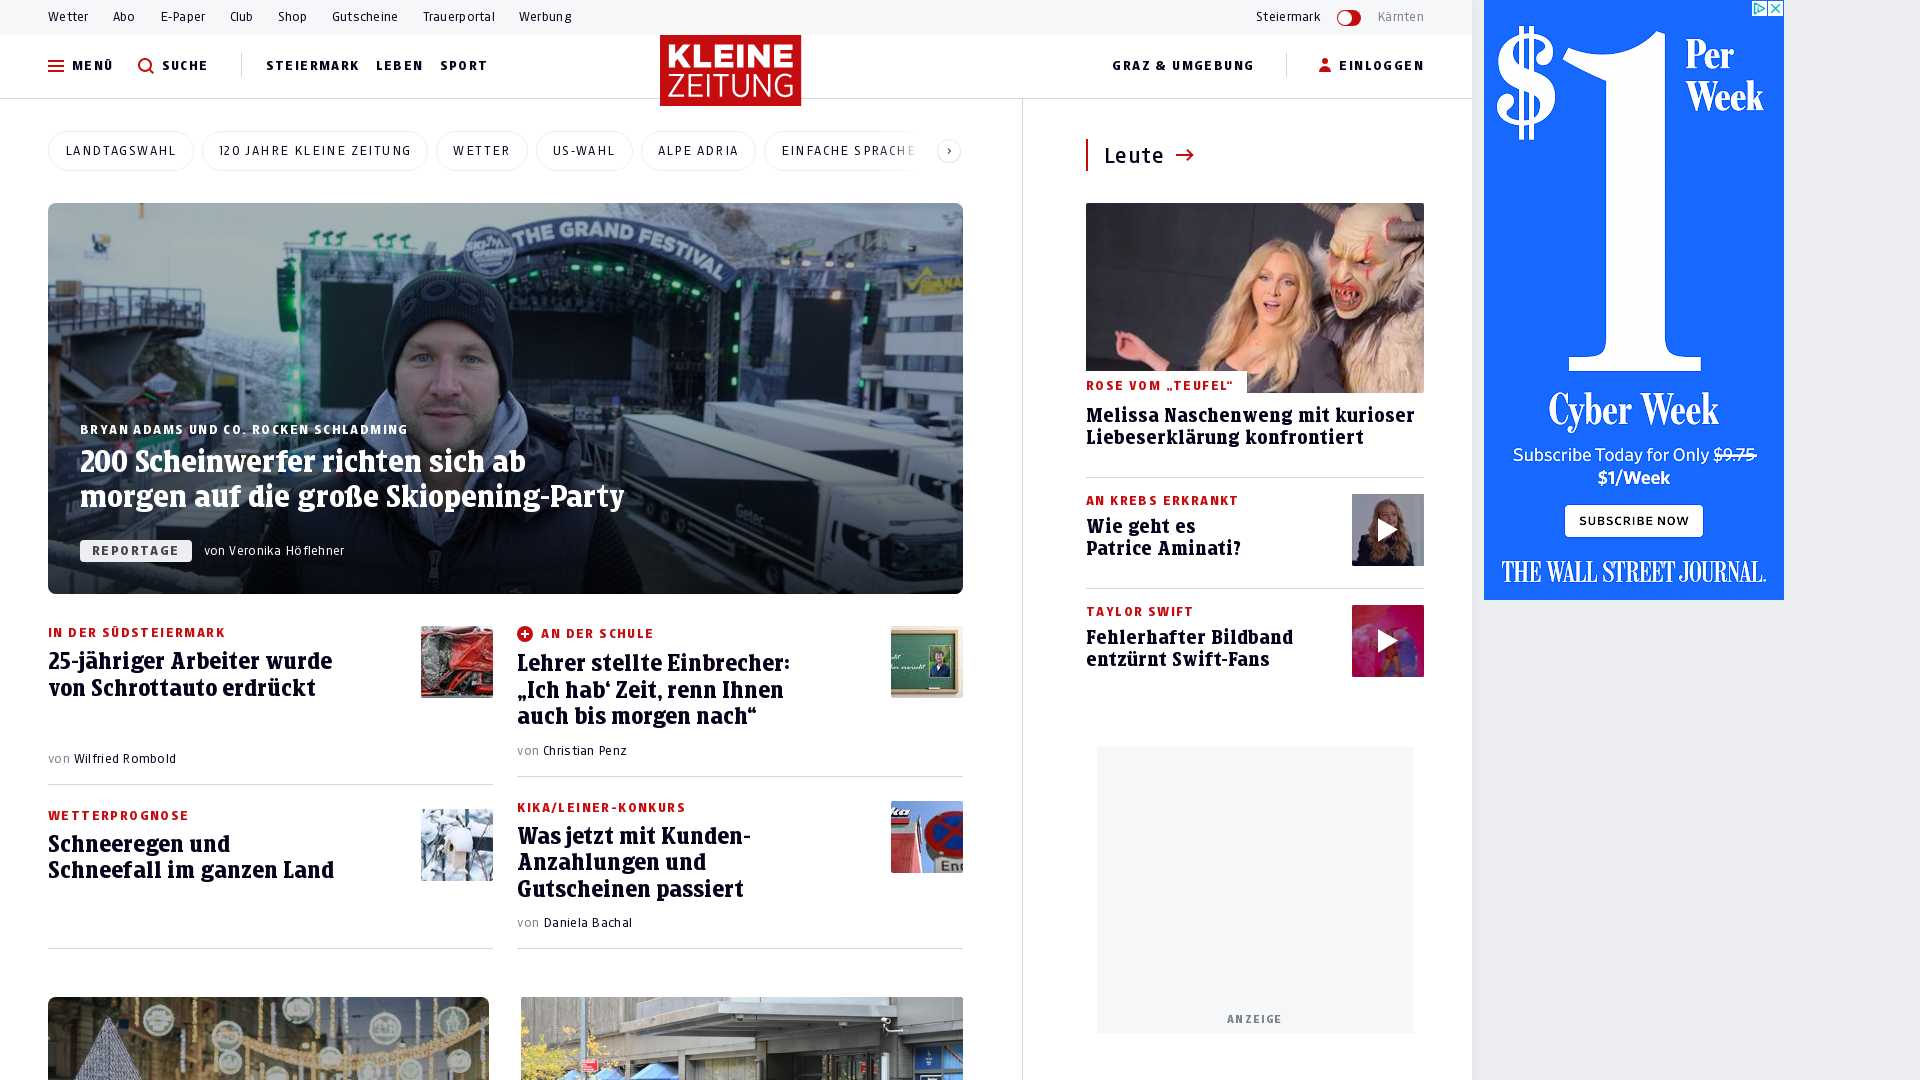 Wetter Abo E-Paper Club Shop Gutscheine Trauerportal Werbung
Steiermark Kärnten
MENÜ SUCHE STEIERMARK LEBEN SPORT
KLEINE
ZEITUNG
GRAZ & UMGEBUNG EINLOGGEN
LANDTAGSWAHL 120 JAHRE KLEINE ZEITUNG WETTER US-WAHL ALPE ADRIA EINFACHE SPRACHE
THE GRAND FESTIVAL
BRYAN ADAMS UND CO. ROCKEN SCHLADMING
200 Scheinwerfer richten sich ab
morgen auf die große Skiopening-Party
REPORTAGE von Veronika Höflehner
Getec
IN DER SÜDSTEIERMARK
25-jähriger Arbeiter wurde
von Schrottauto erdrückt
von Wilfried Rombold
AN DER SCHULE
Lehrer stellte Einbrecher:
„Ich hab‘ Zeit, renn Ihnen
auch bis morgen nach“
von Christian Penz
WETTERPROGNOSE
Schneeregen und
Schneefall im ganzen Land
KIKA/LEINER-KONKURS
Was jetzt mit Kunden-
Anzahlungen und
Gutscheinen passiert
von Daniela Bachal
Leute
ROSE VOM „TEUFEL“
Melissa Naschenweng mit kurioser
Liebeserklärung konfrontiert
AN KREBS ERKRANKT
Wie geht es
Patrice Aminati?
TAYLOR SWIFT
Fehlerhafter Bildband
entzürnt Swift-Fans
ANZEIGE
$1 Per
Week
Cyber Week
Subscribe Today for Only $9.75
$1/Week
SUBSCRIBE NOW
THE WALL STREET JOURNAL.